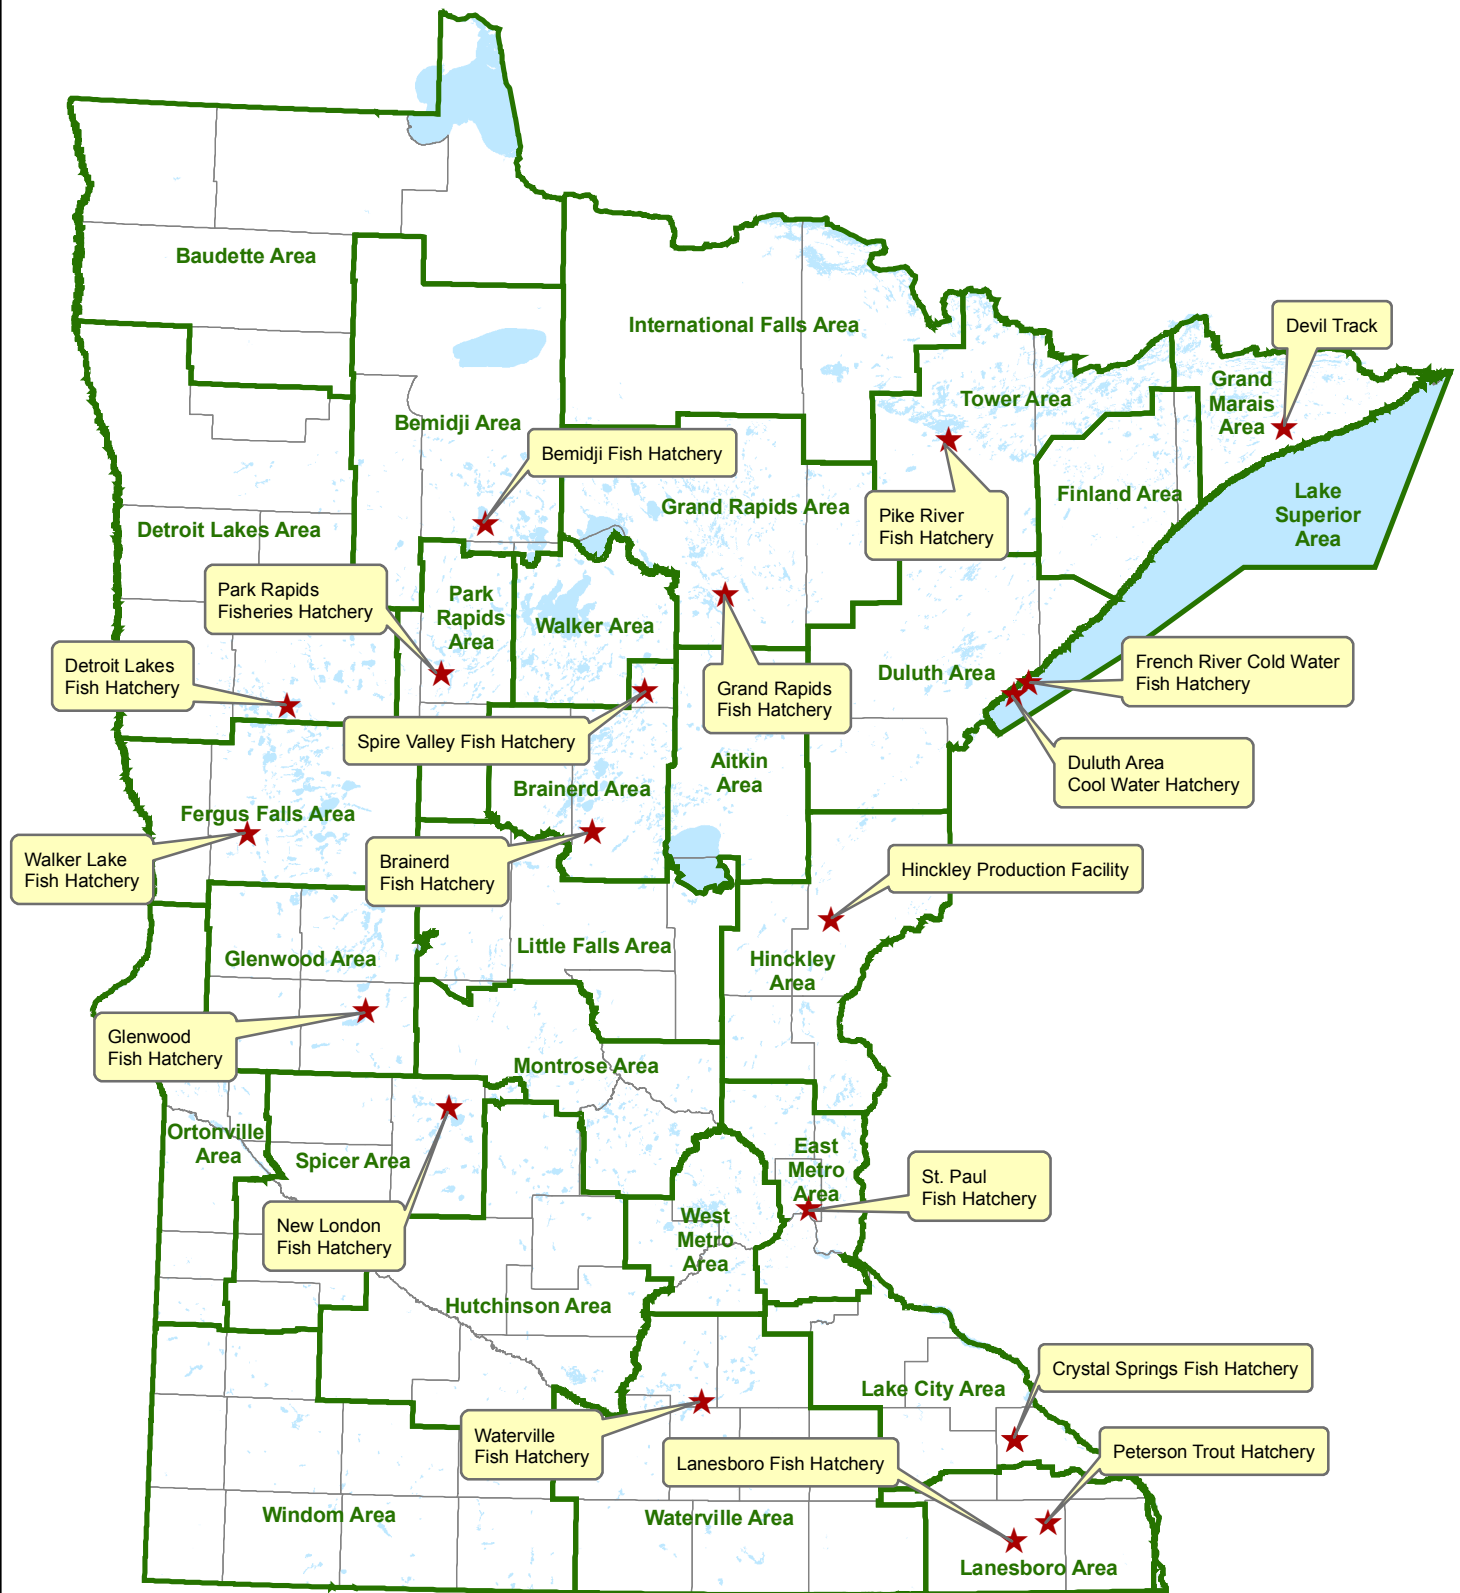 Baudette Area
International Falls Area
Devil Track
Grand
Marais
Area
Tower Area
Bemidji Area
Bemidji Fish Hatchery
Finland Area
Lake
Superior
Area
Grand Rapids Area
Pike River
Fish Hatchery
Detroit Lakes Area
Park Rapids
Fisheries Hatchery
Park
Rapids
Area
Walker Area
Detroit Lakes
Fish Hatchery
Duluth Area
French River Cold Water
Fish Hatchery
Grand Rapids
Fish Hatchery
Spire Valley Fish Hatchery
Duluth Area
Cool Water Hatchery
Aitkin
Area
Brainerd Area
Fergus Falls Area
Walker Lake
Fish Hatchery
Brainerd
Fish Hatchery
Hinckley Production Facility
Little Falls Area
Glenwood Area
Hinckley
Area
Glenwood
Fish Hatchery
Montrose Area
Ortonville
Area
Spicer Area
East
Metro
Area
St. Paul
Fish Hatchery
New London
Fish Hatchery
West
Metro
Area
Hutchinson Area
Crystal Springs Fish Hatchery
Lake City Area
Waterville
Fish Hatchery
Lanesboro Fish Hatchery
Peterson Trout Hatchery
Windom Area
Waterville Area
Lanesboro Area